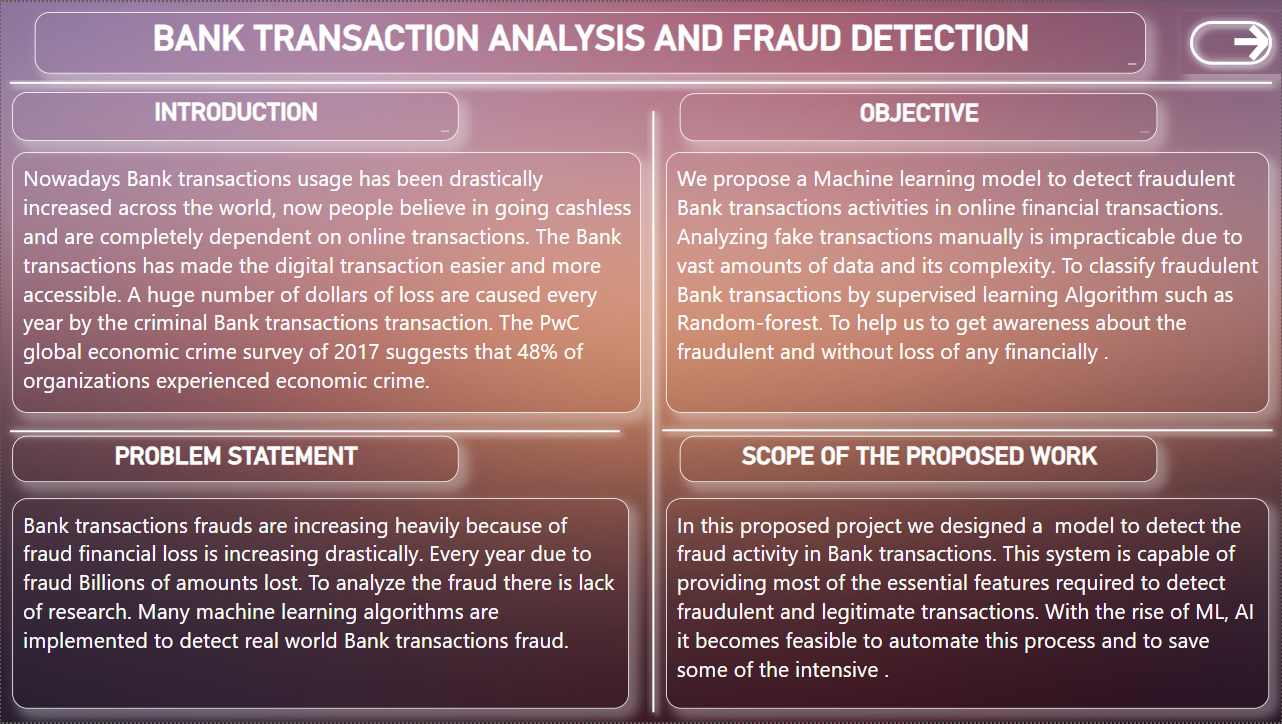 BANK TRANSACTION ANALYSIS AND FRAUD DETECTION
INTRODUCTION
Nowadays Bank transactions usage has been drastically
increased across the world, now people believe in going cashless
and are completely dependent on online transactions. The Bank
transactions has made the digital transaction easier and more
accessible. A huge number of dollars of loss are caused every
year by the criminal Bank transactions transaction. The PwC
global economic crime survey of 2017 suggests that 48% of
organizations experienced economic crime.
OBJECTIVE
We propose a Machine learning model to detect fraudulent
Bank transactions activities in online financial transactions.
Analyzing fake transactions manually is impracticable due to
vast amounts of data and its complexity. To classify fraudulent
Bank transactions by supervised learning Algorithm such as
Random-forest. To help us to get awareness about the
fraudulent and without loss of any financially .
PROBLEM STATEMENT
Bank transactions frauds are increasing heavily because of
fraud financial loss is increasing drastically. Every year due to
fraud Billions of amounts lost. To analyze the fraud there is lack
of research. Many machine learning algorithms are
implemented to detect real world Bank transactions fraud.
SCOPE OF THE PROPOSED WORK
In this proposed project we designed a  model to detect the
fraud activity in Bank transactions. This system is capable of
providing most of the essential features required to detect
fraudulent and legitimate transactions. With the rise of ML, AI
it becomes feasible to automate this process and to save
some of the intensive .